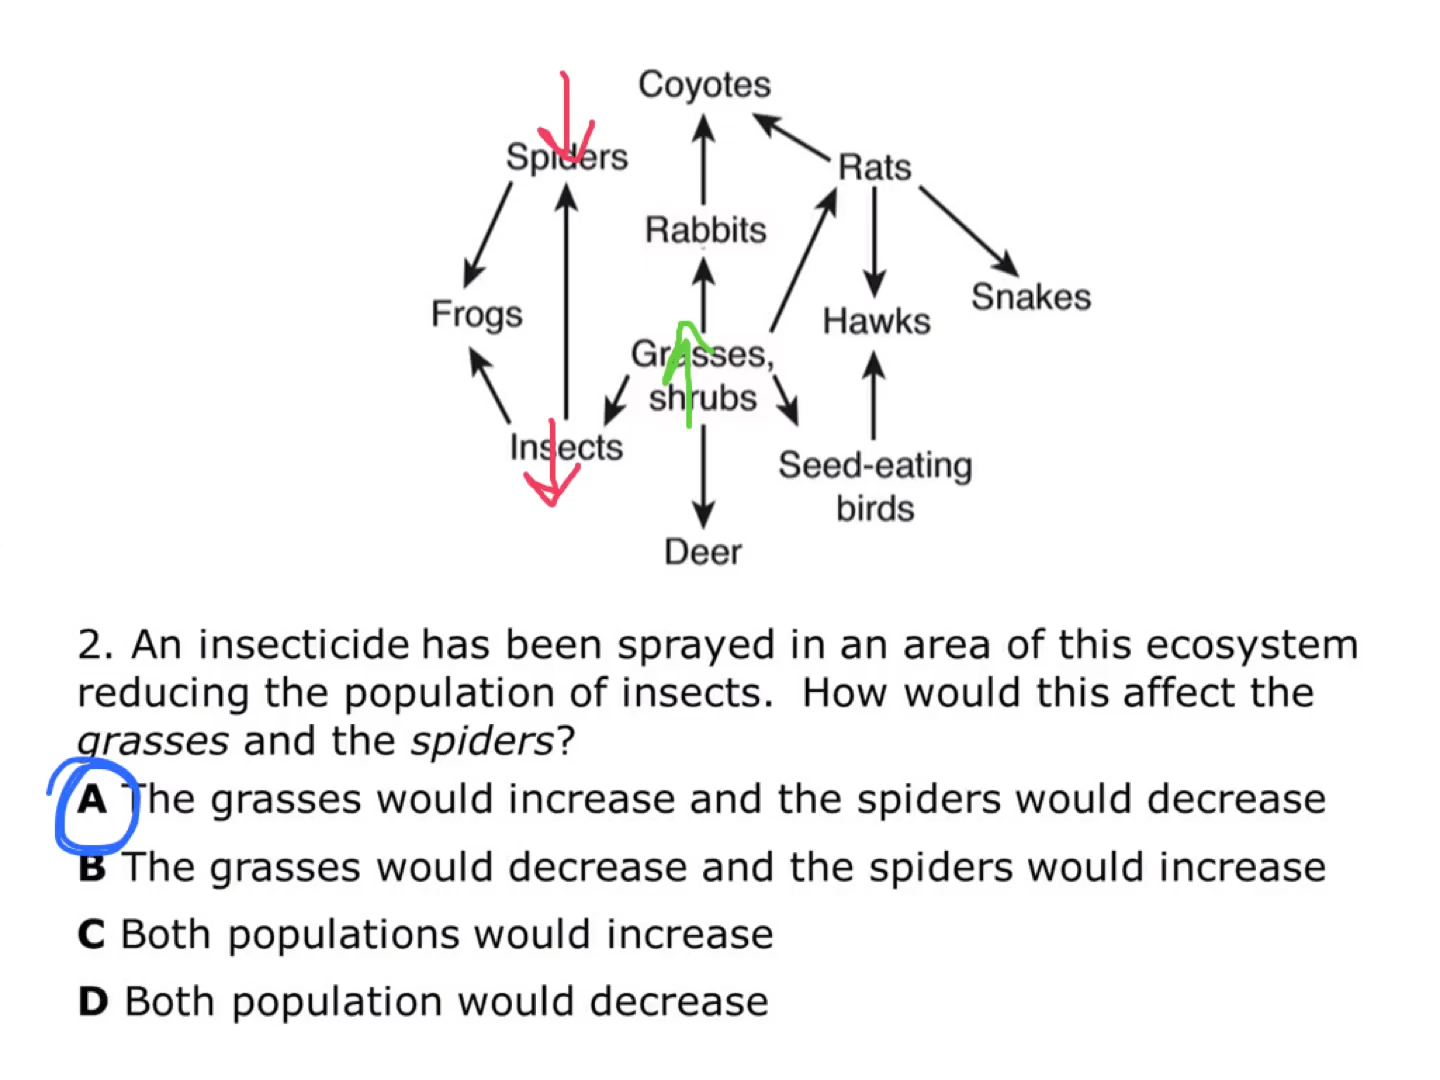 Coyotes
Spiders
Rats
Rabbits
Snakes
Frogs
Hawks
Grasses,
shrubs
Insects
Seed-eating
birds
Deer
2. An insecticide has been sprayed in an area of this ecosystem
reducing the population of insects. How would this affect the
grasses and the spiders?
A The grasses would increase and the spiders would decrease
B The grasses would decrease and the spiders would increase
C Both populations would increase
D Both population would decrease